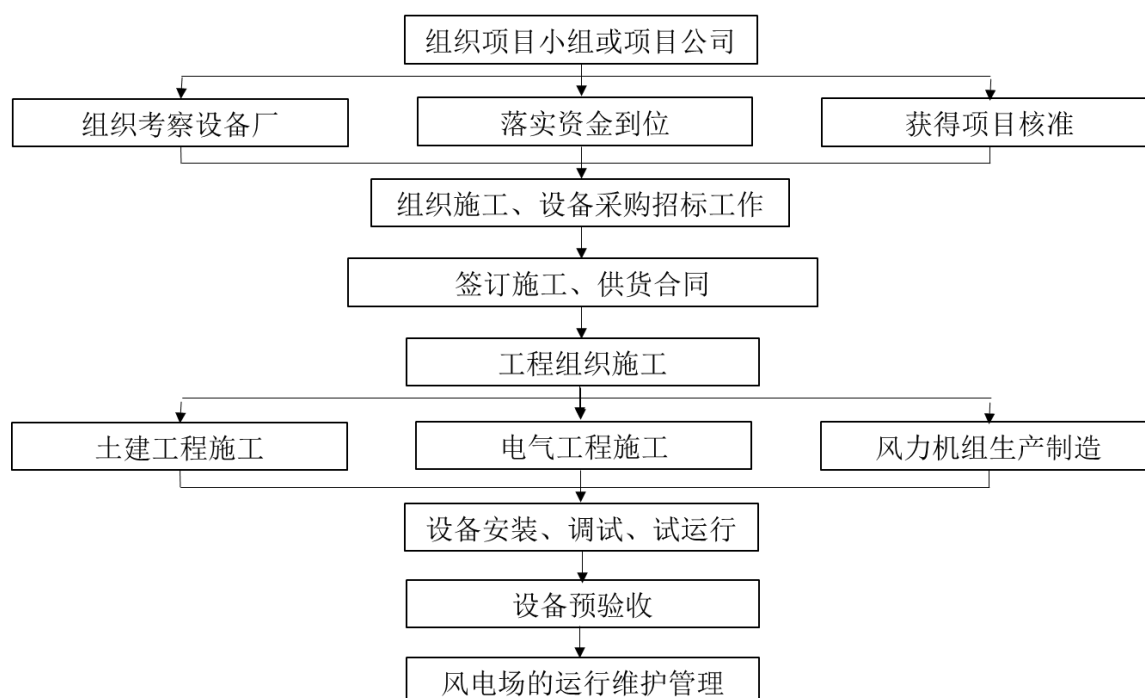 组织项目小组或项目公司
组织考察设备厂
落实资金到位
获得项目核准
组织施工、设备采购招标工作
签订施工、供货合同
工程组织施工
土建工程施工
电气工程施工
风力机组生产制造
设备安装、调试、试运行
设备预验收
风电场的运行维护管理